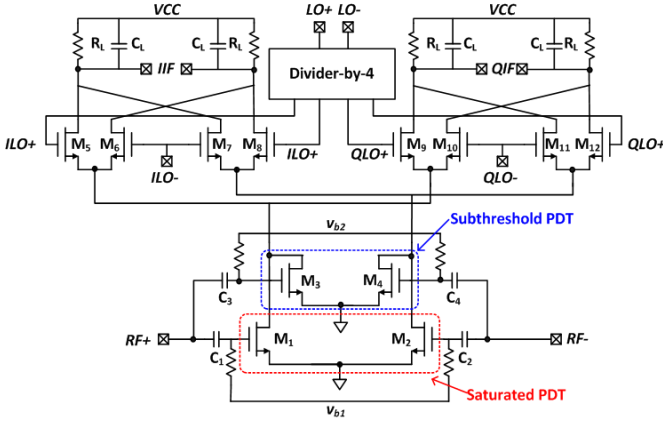 VCC LO+ LO- VCC
RL CL CL RL RL CL CL RL
IIF QIF
Divider-by-4
ILO+ M5 M6 M7 M8 ILO+ QLO+ M9 M10 M11 M12 QLO+
ILO- QLO-
Subthreshold PDT
vb2
M3 M4
C3 C4
RF+ M1 M2 RF-
C1 C2
Saturated PDT
vb1